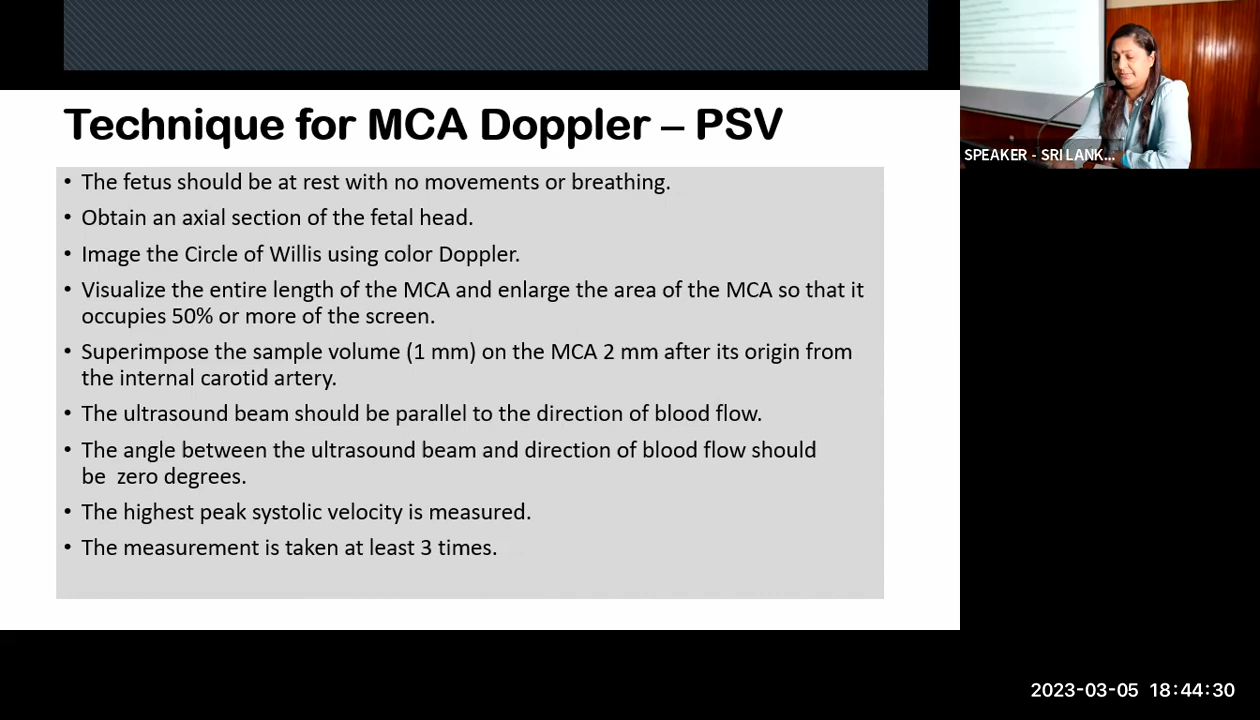 Technique for MCA Doppler – PSV
• The fetus should be at rest with no movements or breathing.
• Obtain an axial section of the fetal head.
• Image the Circle of Willis using color Doppler.
• Visualize the entire length of the MCA and enlarge the area of the MCA so that it
occupies 50% or more of the screen.
• Superimpose the sample volume (1 mm) on the MCA 2 mm after its origin from
the internal carotid artery.
• The ultrasound beam should be parallel to the direction of blood flow.
• The angle between the ultrasound beam and direction of blood flow should
be  zero degrees.
• The highest peak systolic velocity is measured.
• The measurement is taken at least 3 times.
SPEAKER - SRI LANK...
2023-03-05 18:44:30